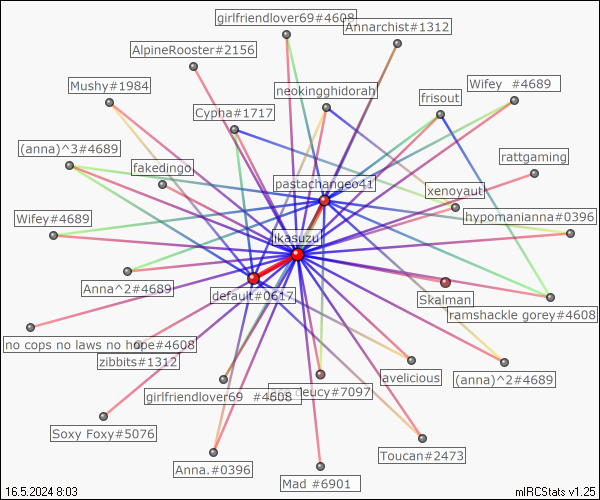 girlfriendlover69#4608
Annarchist#1312
AlpineRooster#2156
Mushy#1984
neokingghidorah
Wifey #4689
frisout
Cypha#1717
(anna)^3#4689
rattgaming
fakedingo
pastachangeo41
xenoyaut
Wifey#4689
hypomanianna#0396
ikasuzu
Anna^2#4689
default#0617
Skalman
ramshackle gorey#4608
no cops no laws no hope#4608
zibbits#1312
avelicious
(anna)^2#4689
girlfriendlover69 #4608
deucy#7097
Soxy Foxy#5076
Toucan#2473
Anna.#0396
Mad #6901
16.5.2024 8:03
mIRCStats v1.25